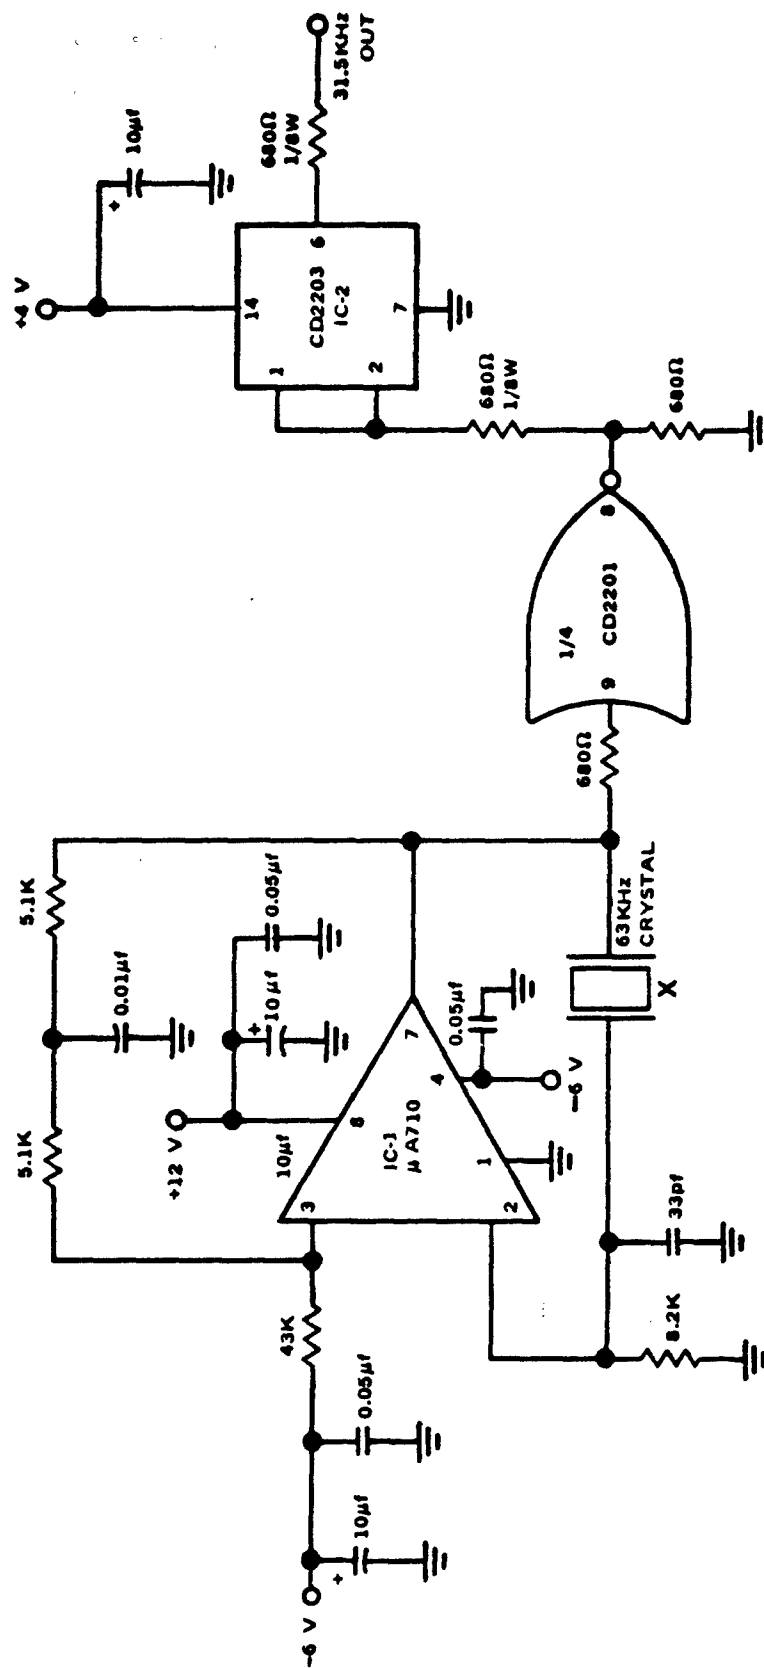 -6 V
+
10µf
0.05µf
43K
5.1K
0.01µf
5.1K
+12 V
10µf
+
10µf
0.05µf
3
8
IC-1
µA710
7
4
1
2
0.05µf
−6 V
8.2K
33pf
X
63KHz
CRYSTAL
680Ω
9
1/4
CD2201
8
680Ω
680Ω
1/8W
+4 V
+
10µf
14
1
2
CD2203
IC-2
6
7
680Ω
1/8W
31.5KHz
OUT